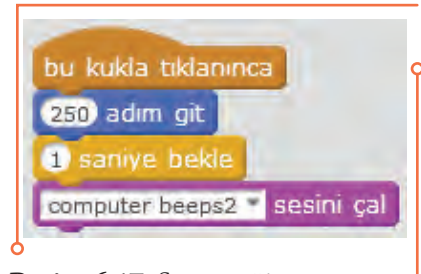 bu kukla tıklanınca
250 adım git
1 saniye bekle
computer beeps2 sesini çal